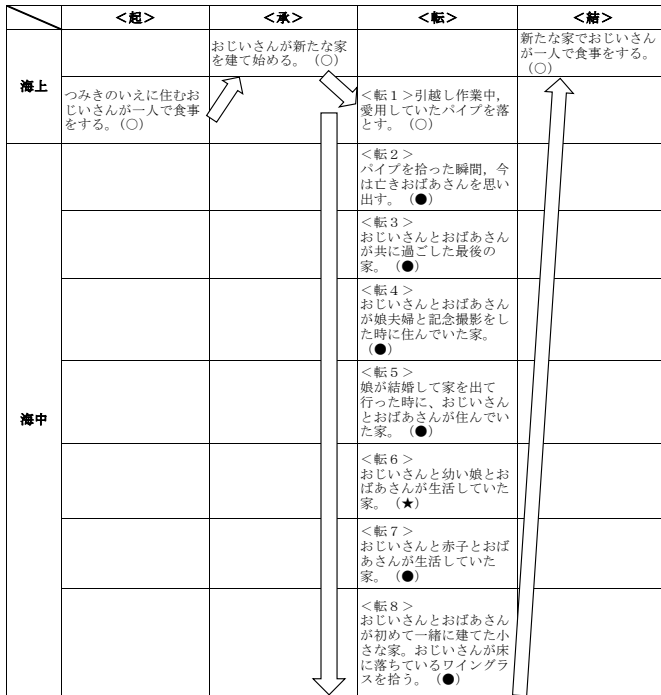 ＜起＞
＜承＞
＜転＞
＜結＞
海上
おじいさんが新たな家
を建て始める。（○）
新たな家でおじいさん
が一人で食事をする。
（○）
つみきのいえに住むお
じいさんが一人で食事
をする。（○）
＜転１＞引越し作業中，
愛用していたパイプを落
とす。（○）
海中
＜転２＞
パイプを拾った瞬間，今
は亡きおばあさんを思い
出す。（●）
＜転３＞
おじいさんとおばあさん
が共に過ごした最後の
家。（●）
＜転４＞
おじいさんとおばあさん
が娘夫婦と記念撮影をし
た時に住んでいた家。
（●）
＜転５＞
娘が結婚して家を出て
行った時に、おじいさん
とおばあさんが住んでい
た家。（●）
＜転６＞
おじいさんと幼い娘とお
ばあさんが生活していた
家。（★）
＜転７＞
おじいさんと赤子とおば
あさんが生活していた
家。（●）
＜転８＞
おじいさんとおばあさん
が初めて一緒に建てた小
さな家。おじいさんが床
に落ちているワイングラ
スを拾う。（●）